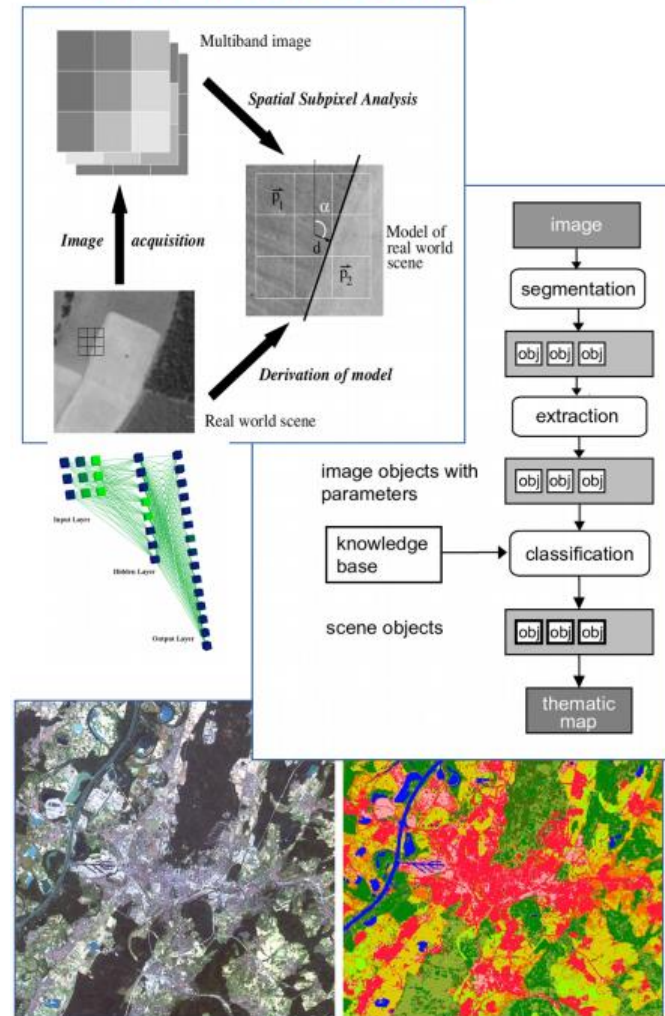 Multiband image
Spatial Subpixel Analysis
Image acquisition
p1
α
d
p2
Model of
real world
scene
Derivation of model
Real world scene
Input Layer
Hidden Layer
Output Layer
image
segmentation
obj obj obj
extraction
image objects with
parameters
obj obj obj
knowledge
base
classification
scene objects
obj obj obj
thematic
map